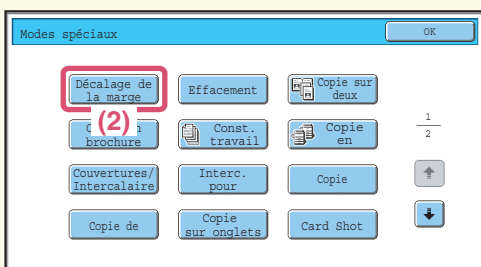 Modes spéciaux
OK
Décalage de
la marge
Effacement
Copie sur
deux
(2)
brochure
Const.
travail
Copie
en
1
2
Couvertures/
Intercalaire
Interc.
pour
Copie
Copie de
Copie
sur onglets
Card Shot